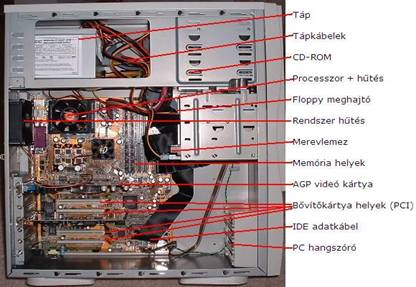 Táp
Tápkábelek
CD-ROM
Processzor + hűtés
Floppy meghajtó
Rendszer hűtés
Merevlemez
Memória helyek
AGP videó kártya
Bővítőkártya helyek (PCI)
IDE adatkábel
PC hangszóró